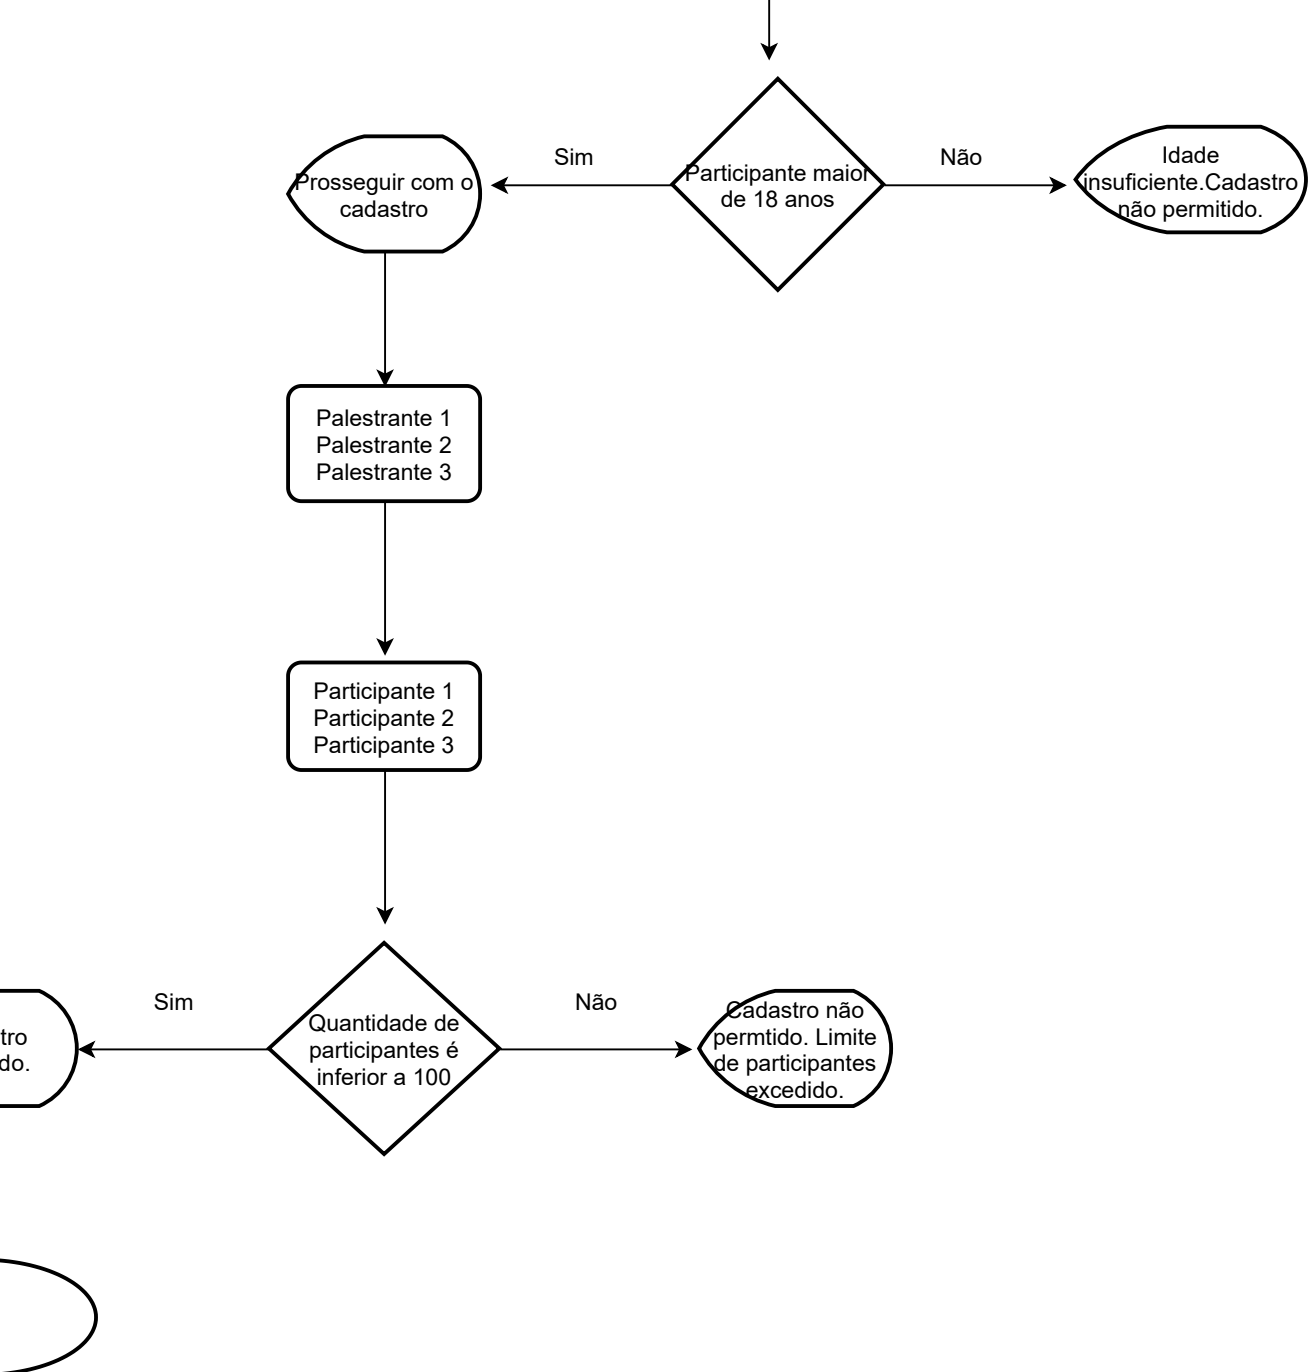 Sim
Não
Participante maior
de 18 anos
Prosseguir com o
cadastro
Idade
insuficiente.Cadastro
não permitido.
Palestrante 1
Palestrante 2
Palestrante 3
Participante 1
Participante 2
Participante 3
Sim
Não
Quantidade de
participantes é
inferior a 100
tro
do.
Cadastro não
permtido. Limite
de participantes
excedido.